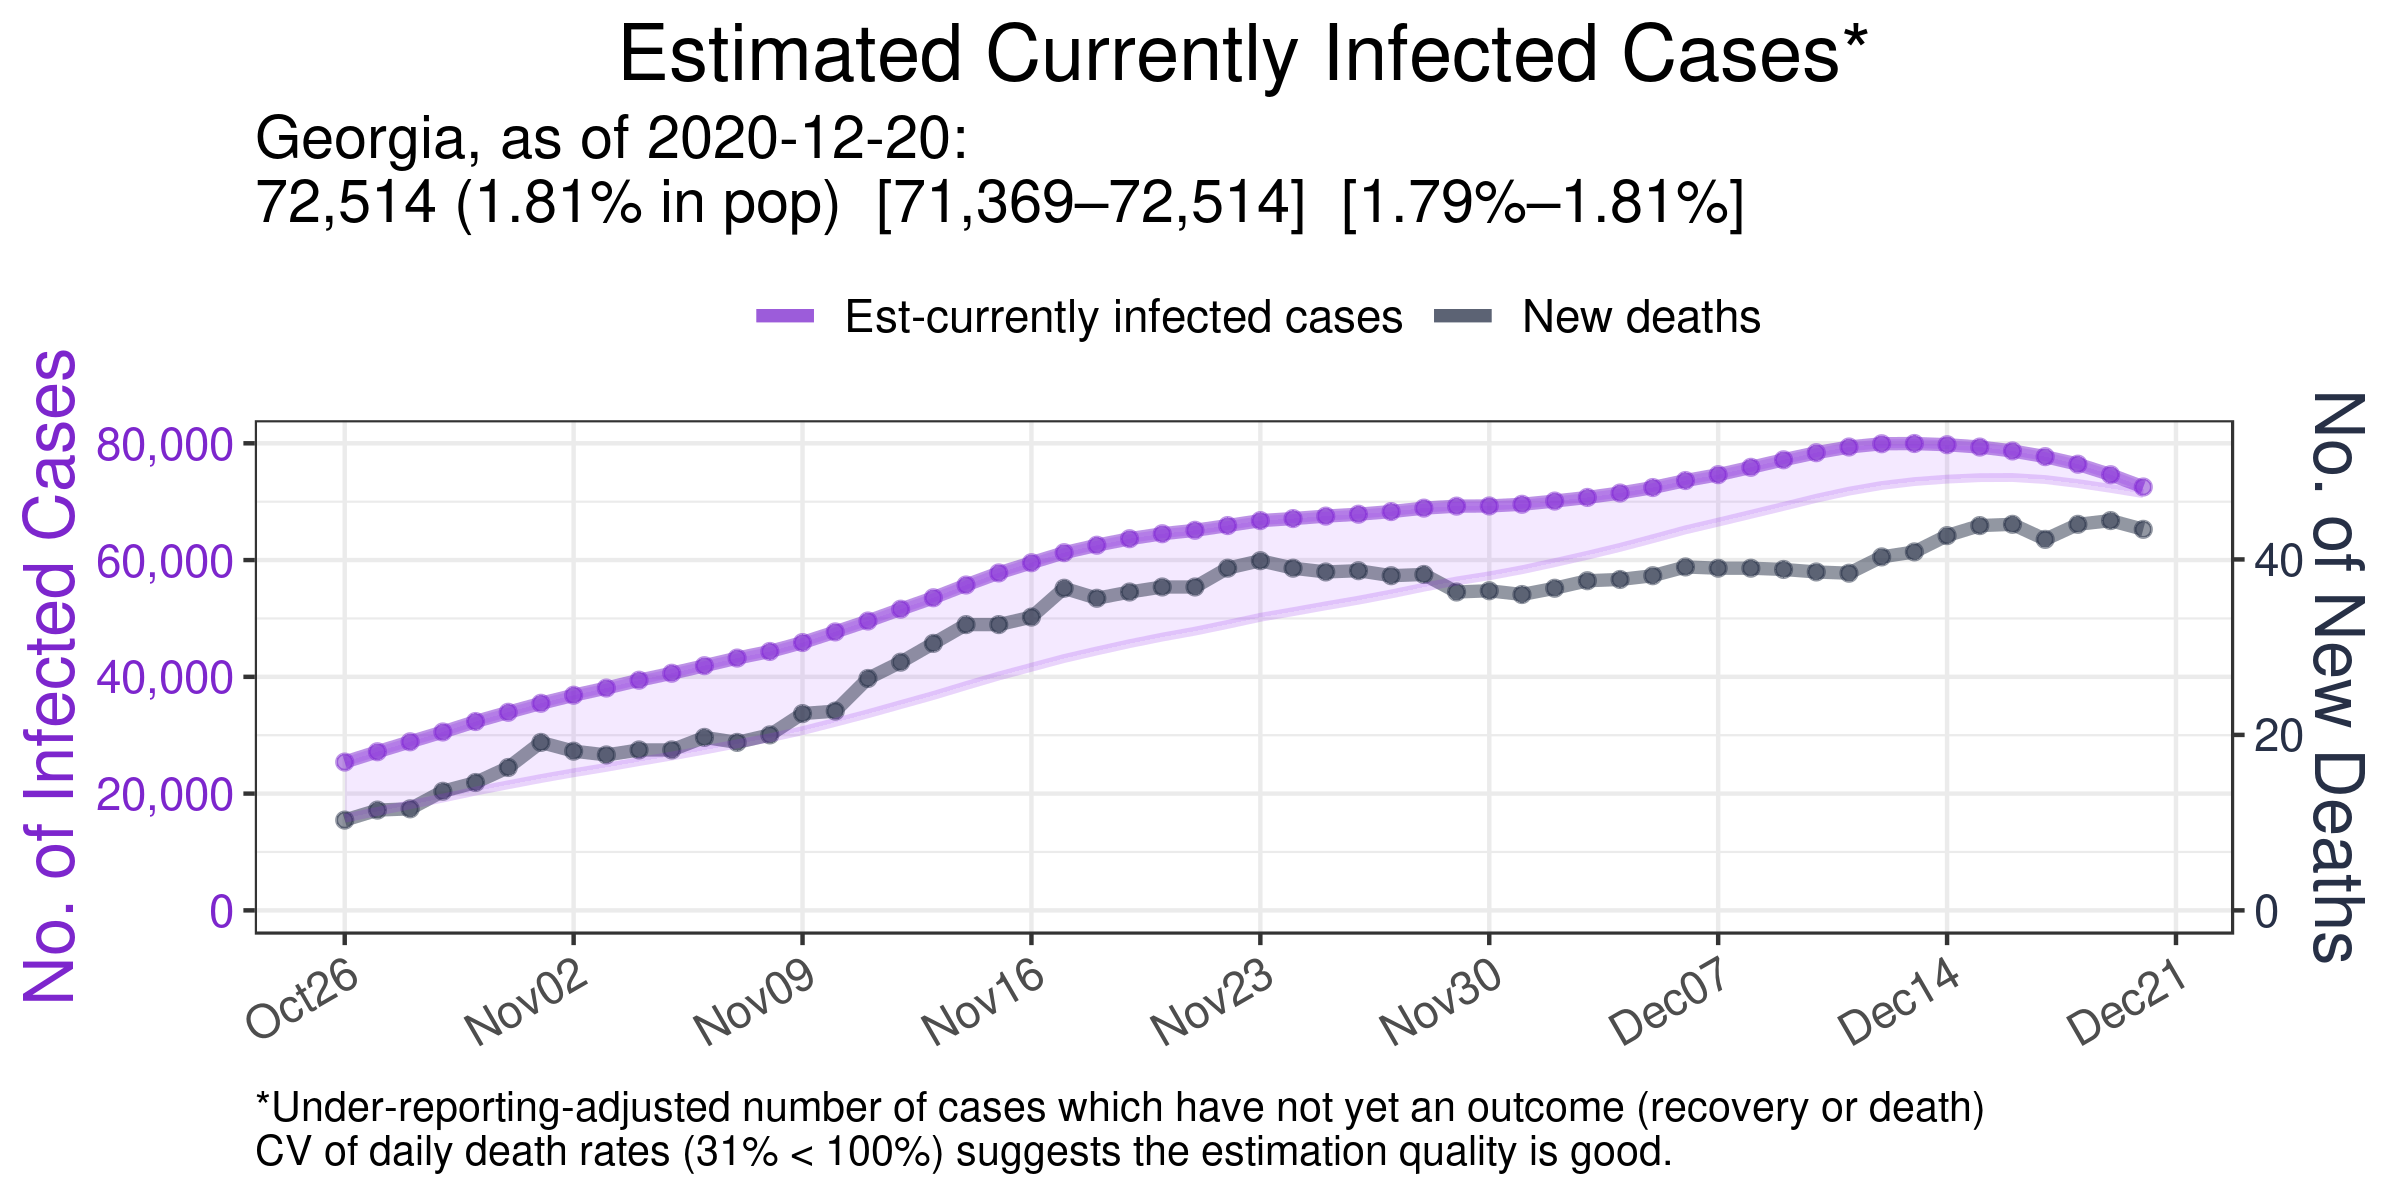 Estimated Currently Infected Cases*
Georgia, as of 2020-12-20:
72,514 (1.81% in pop)  [71,369–72,514]  [1.79%–1.81%]
Est-currently infected cases
New deaths
No. of Infected Cases
80,000
60,000
40,000
20,000
0
No. of New Deaths
40
20
0
Oct26
Nov02
Nov09
Nov16
Nov23
Nov30
Dec07
Dec14
Dec21
*Under-reporting-adjusted number of cases which have not yet an outcome (recovery or death)
CV of daily death rates (31% < 100%) suggests the estimation quality is good.